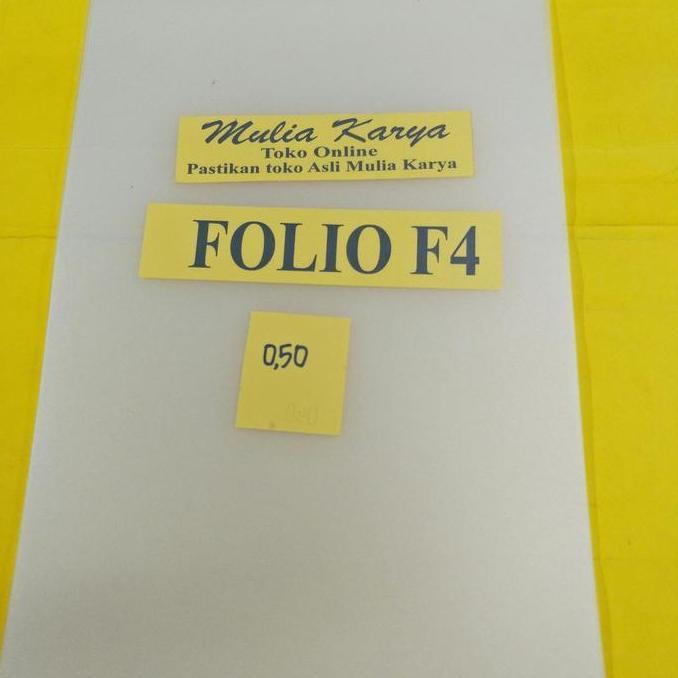 Mulia Karya
Toko Online
Pastikan toko Asli Mulia Karya
FOLIO F4
0,50